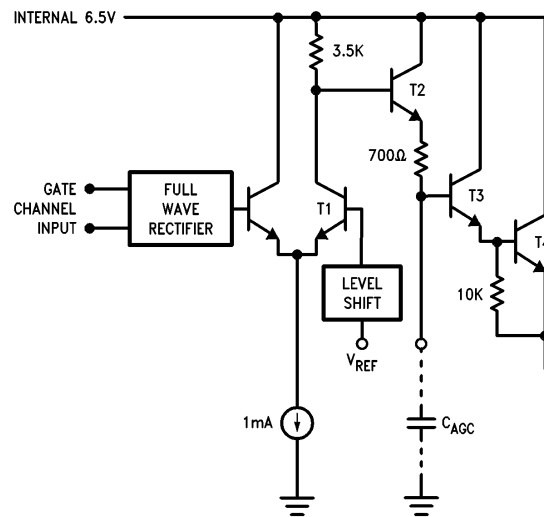 INTERNAL 6.5V
3.5K
T2
700Ω
GATE
CHANNEL
INPUT
FULL
WAVE
RECTIFIER
T1
T3
LEVEL
SHIFT
10K
VREF
1mA
CAGC